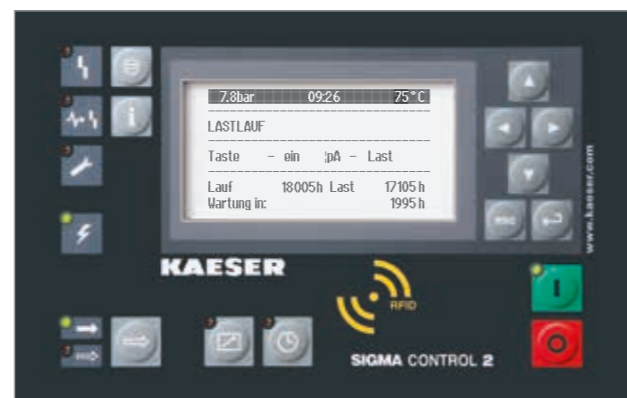 7.8bar 09:26 75°C
LASTLAUF
Taste – ein ¦pA – Last
Lauf 18005h Last 17105h
Wartung in: 1995h
esc
www.kaeser.com
KAESER
RFID
SIGMA CONTROL 2